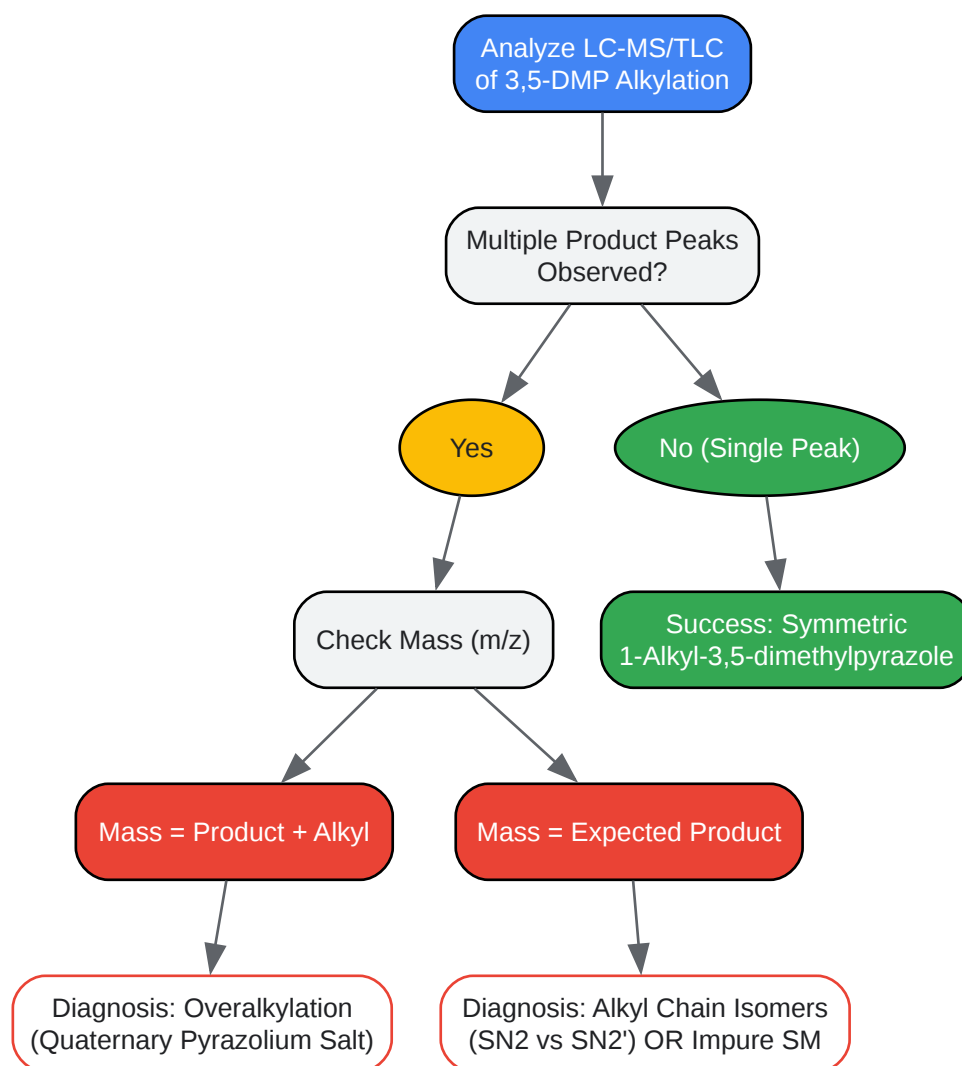 Analyze LC-MS/TLC
of 3,5-DMP Alkylation
Multiple Product Peaks
Observed?
Yes
No (Single Peak)
Check Mass (m/z)
Success: Symmetric
1-Alkyl-3,5-dimethylpyrazole
Mass = Product + Alkyl
Mass = Expected Product
Diagnosis: Overalkylation
(Quaternary Pyrazolium Salt)
Diagnosis: Alkyl Chain Isomers
(SN2 vs SN2') OR Impure SM